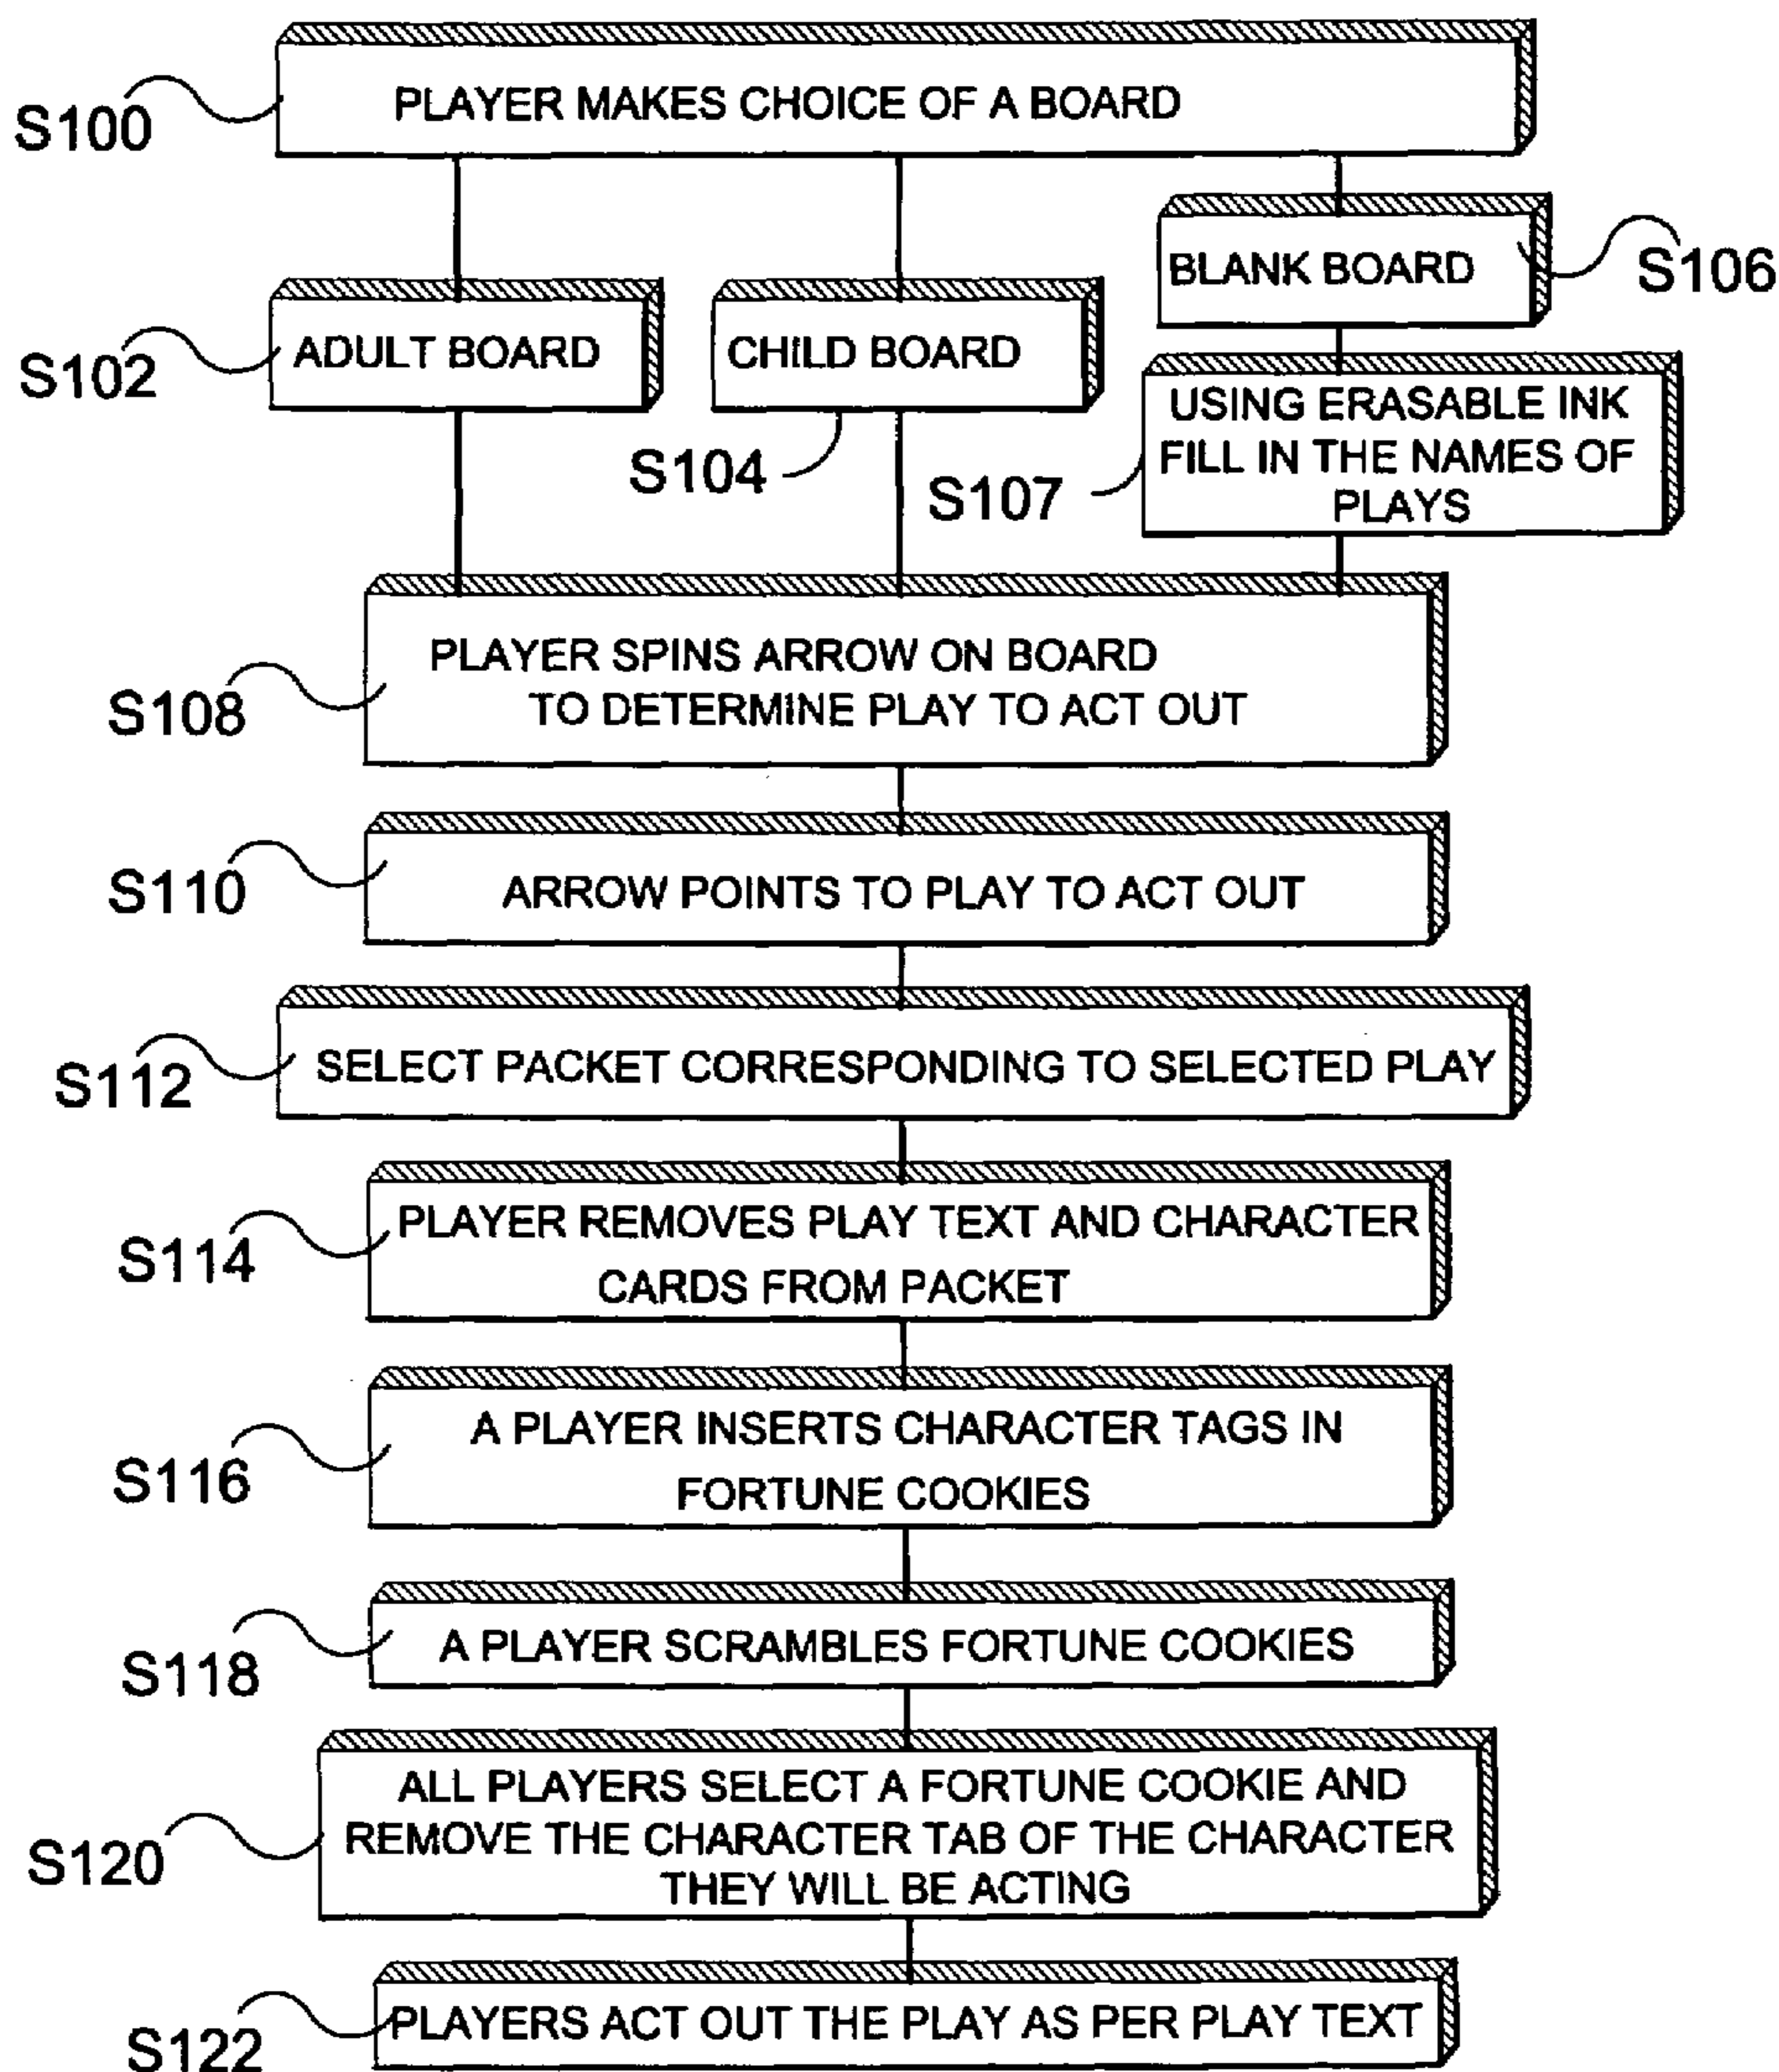 PLAYER MAKES CHOICE OF A BOARD
S100
BLANK BOARD
S106
ADULT BOARD
S102
CHILD BOARD
S104
USING ERASABLE INK
FILL IN THE NAMES OF
PLAYS
S107
PLAYER SPINS ARROW ON BOARD
TO DETERMINE PLAY TO ACT OUT
S108
ARROW POINTS TO PLAY TO ACT OUT
S110
SELECT PACKET CORRESPONDING TO SELECTED PLAY
S112
PLAYER REMOVES PLAY TEXT AND CHARACTER
CARDS FROM PACKET
S114
A PLAYER INSERTS CHARACTER TAGS IN
FORTUNE COOKIES
S116
A PLAYER SCRAMBLES FORTUNE COOKIES
S118
ALL PLAYERS SELECT A FORTUNE COOKIE AND
REMOVE THE CHARACTER TAB OF THE CHARACTER
THEY WILL BE ACTING
S120
PLAYERS ACT OUT THE PLAY AS PER PLAY TEXT
S122